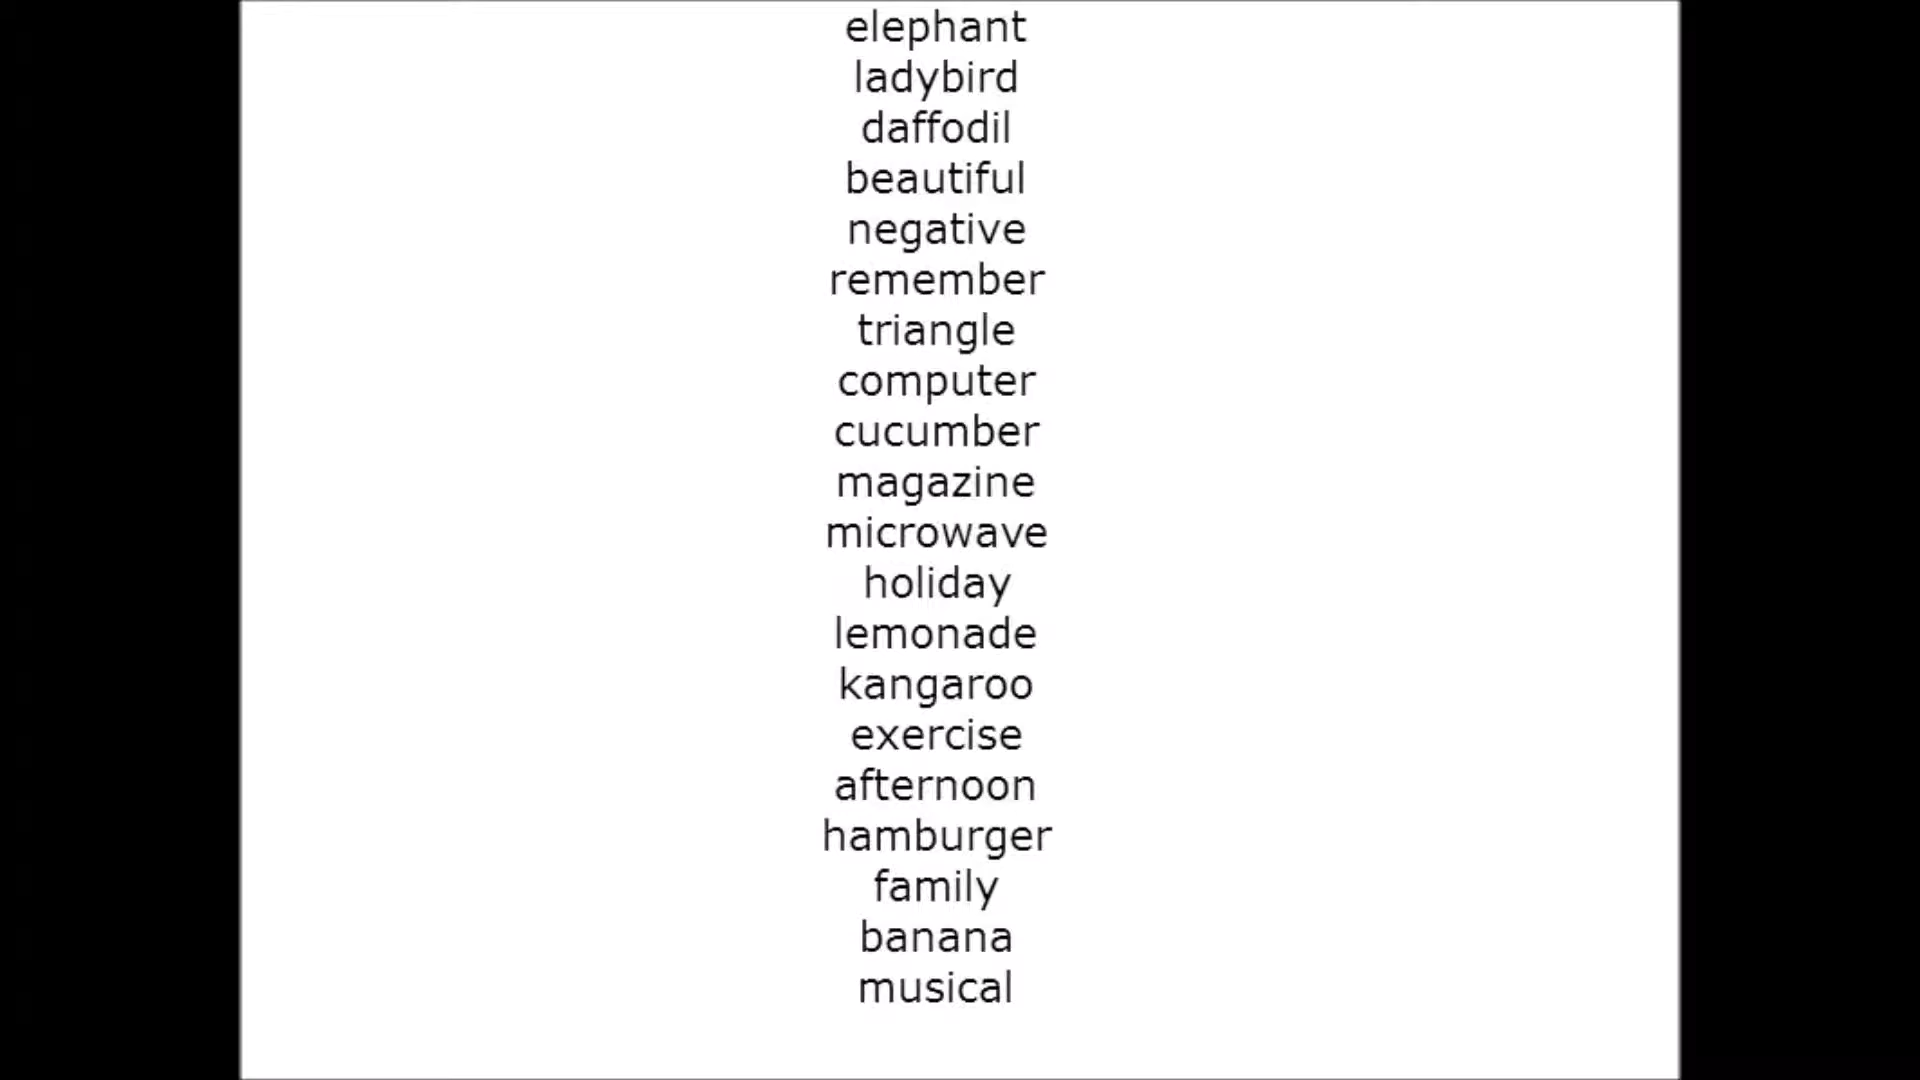 elephant
ladybird
daffodil
beautiful
negative
remember
triangle
computer
cucumber
magazine
microwave
holiday
lemonade
kangaroo
exercise
afternoon
hamburger
family
banana
musical